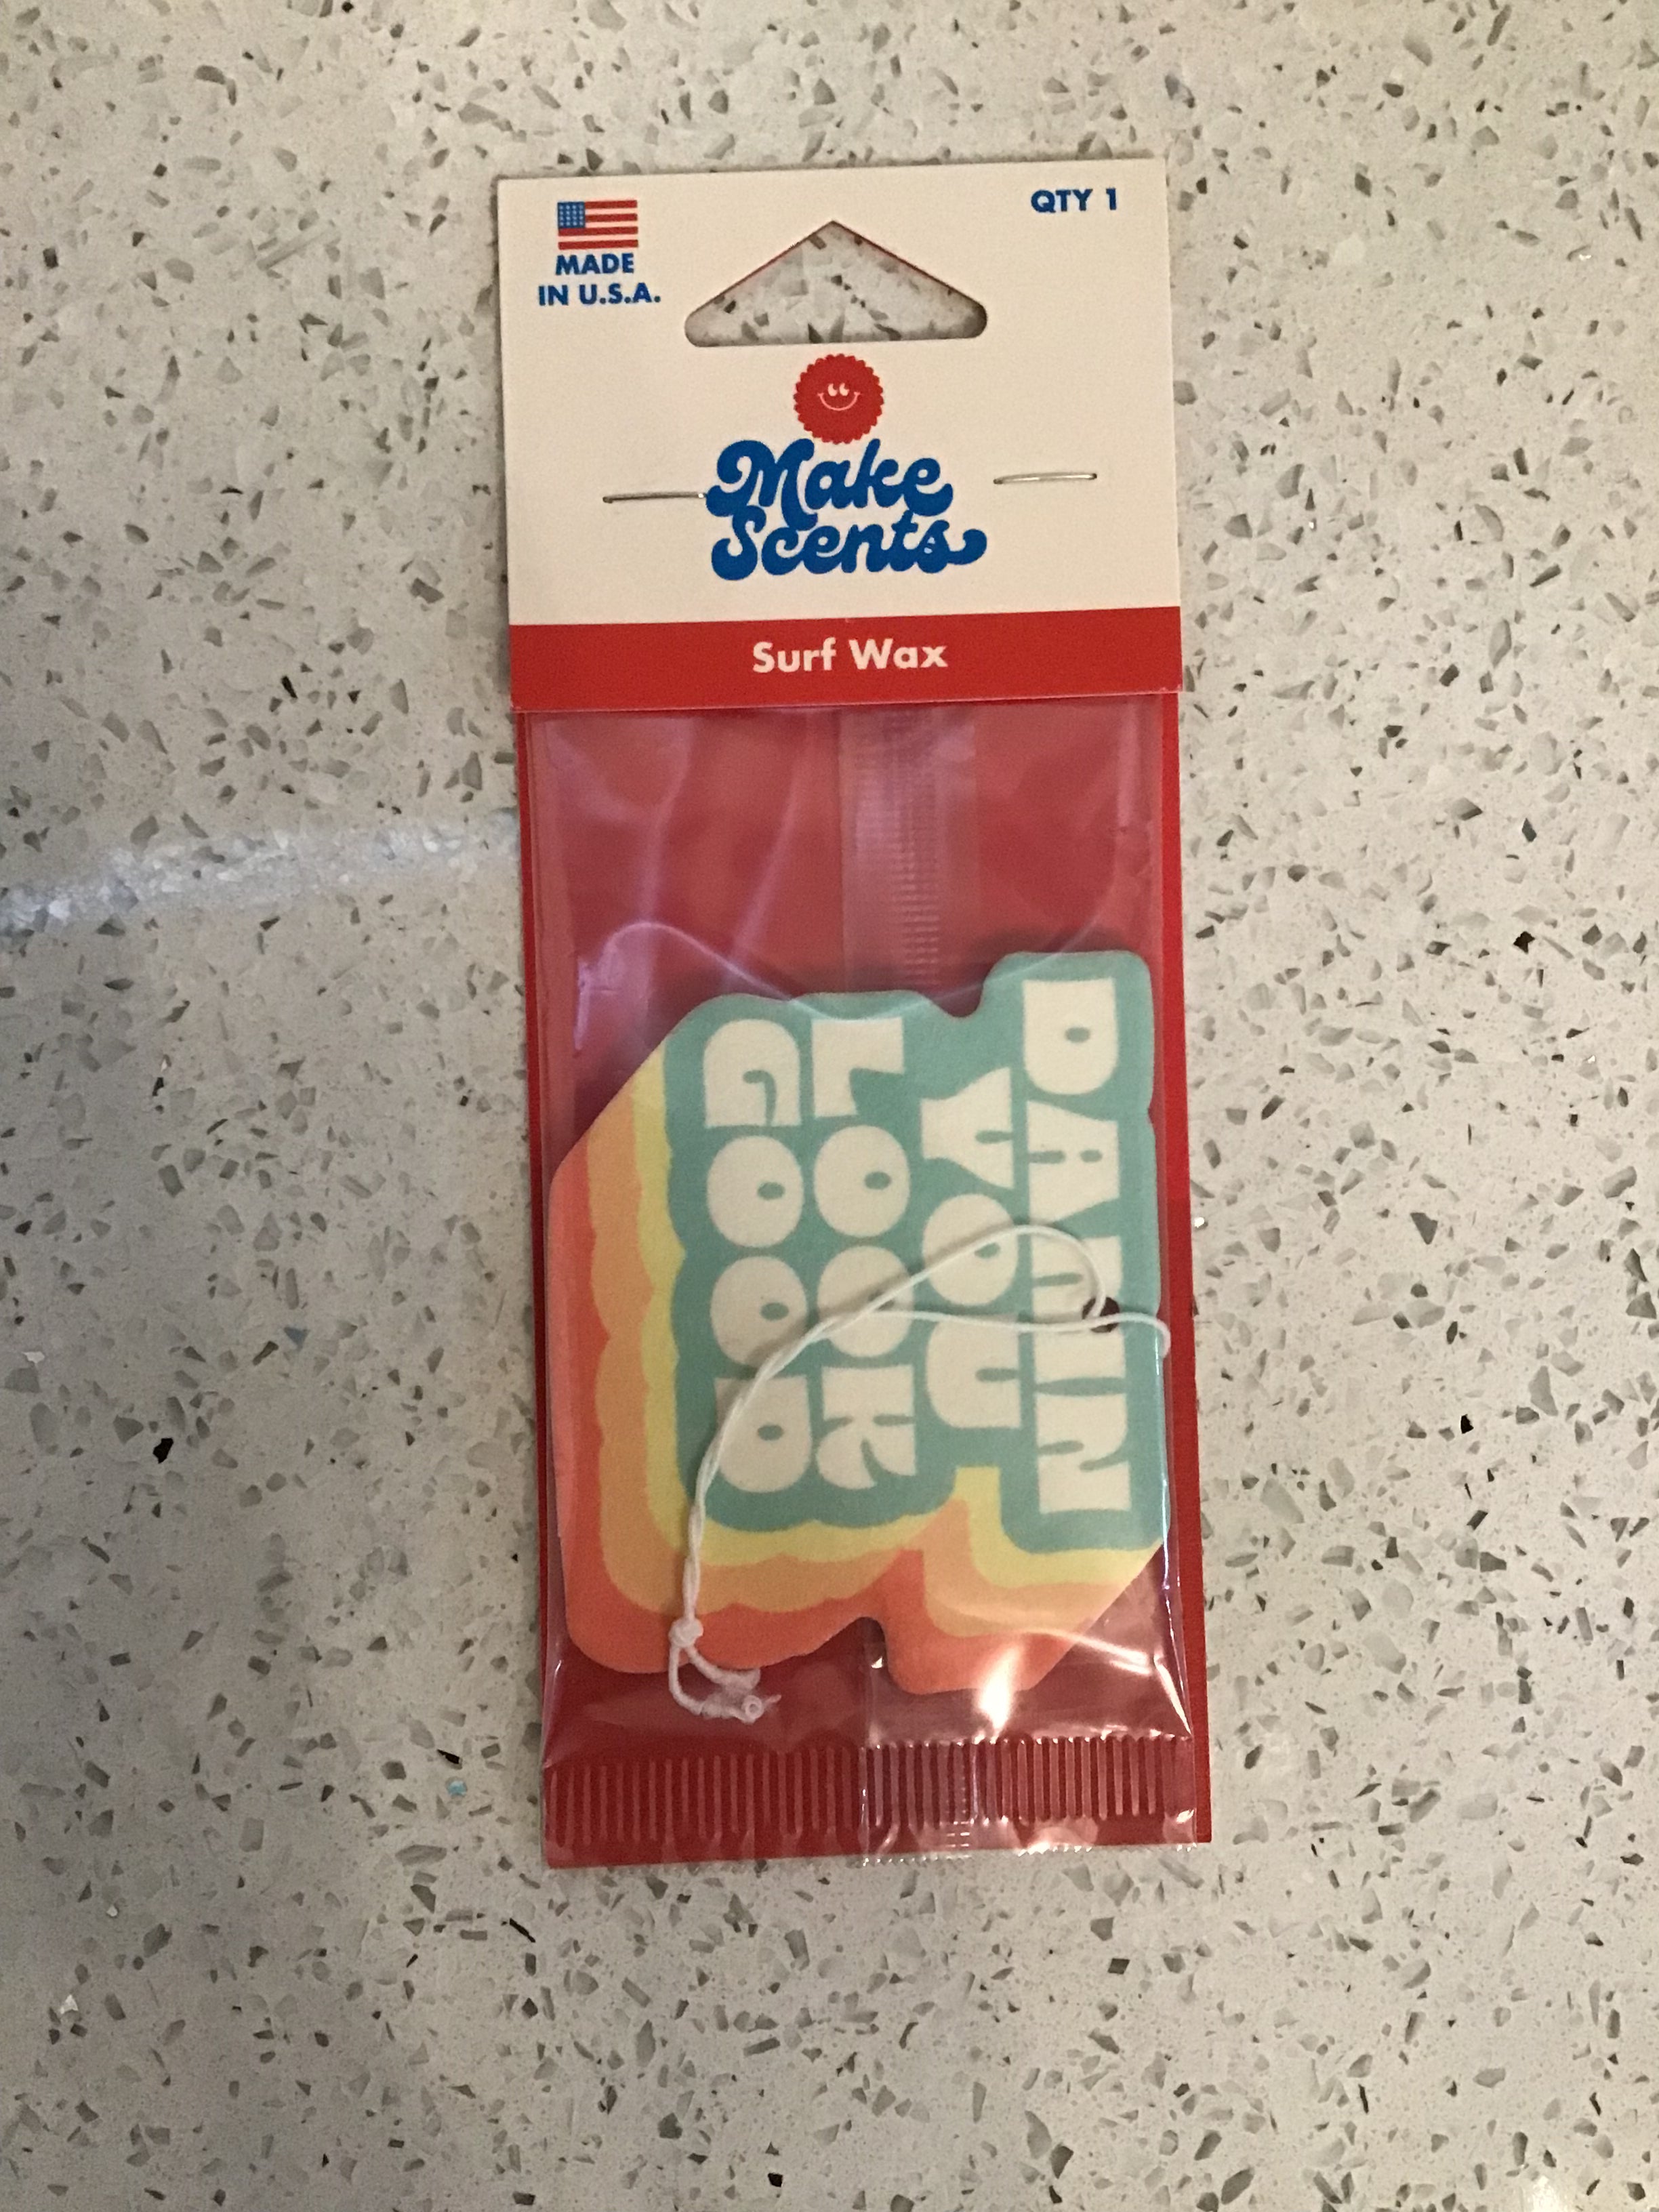 QTY 1
MADE
IN U.S.A.
Make
Scents
Surf Wax
DAMN
YOU
LOOK
GOOD